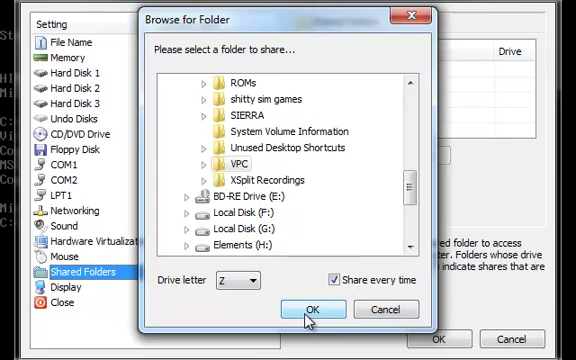 Setting
File Name
Memory
Hard Disk 1
Hard Disk 2
Hard Disk 3
Undo Disks
CD/DVD Drive
Floppy Disk
COM1
COM2
LPT1
Networking
Sound
Hardware Virtualizat
Mouse
Shared Folders
Display
Close
Browse for Folder
Please select a folder to share...
ROMs
shitty sim games
SIERRA
System Volume Information
Unused Desktop Shortcuts
VPC
XSplit Recordings
BD-RE Drive (E:)
Local Disk (F:)
Local Disk (G:)
Elements (H:)
Drive letter
Z
Share every time
OK
Cancel
Drive
folder to access
Folders whose drive
indicate shares that are
OK
Cancel